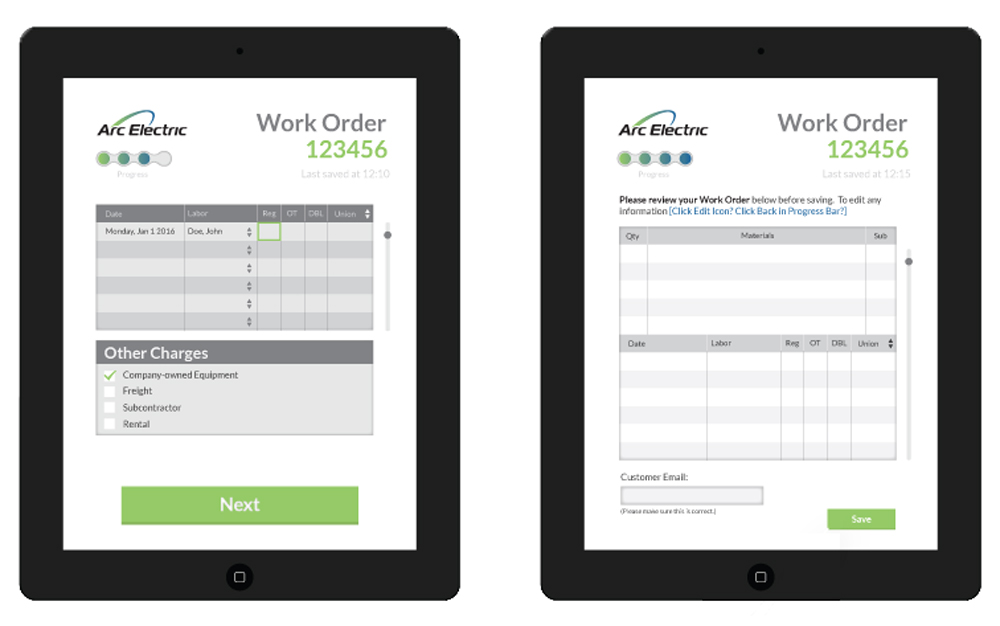 Arc Electric
Work Order
123456
Progress
Last saved at 12:10
Date Labor Reg OT DBL Union
Monday, Jan 1 2016 Doe, John
Other Charges
Company-owned Equipment
Freight
Subcontractor
Rental
Next
Arc Electric
Work Order
123456
Progress
Last saved at 12:15
Please review your Work Order below before saving. To edit any
information [Click Edit Icon? Click Back in Progress Bar?]
Qty Materials Sub
Date Labor Reg OT DBL Union
Customer Email:
(Please make sure this is correct.)
Save